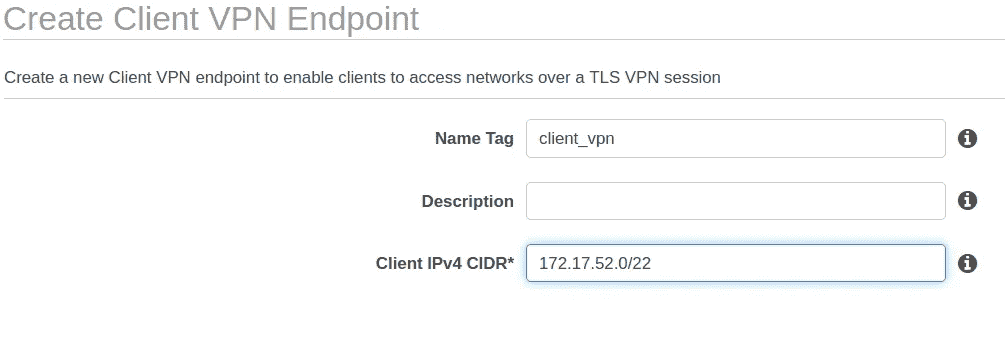 Create Client VPN Endpoint
Create a new Client VPN endpoint to enable clients to access networks over a TLS VPN session
Name Tag client_vpn
Description
Client IPv4 CIDR* 172.17.52.0/22